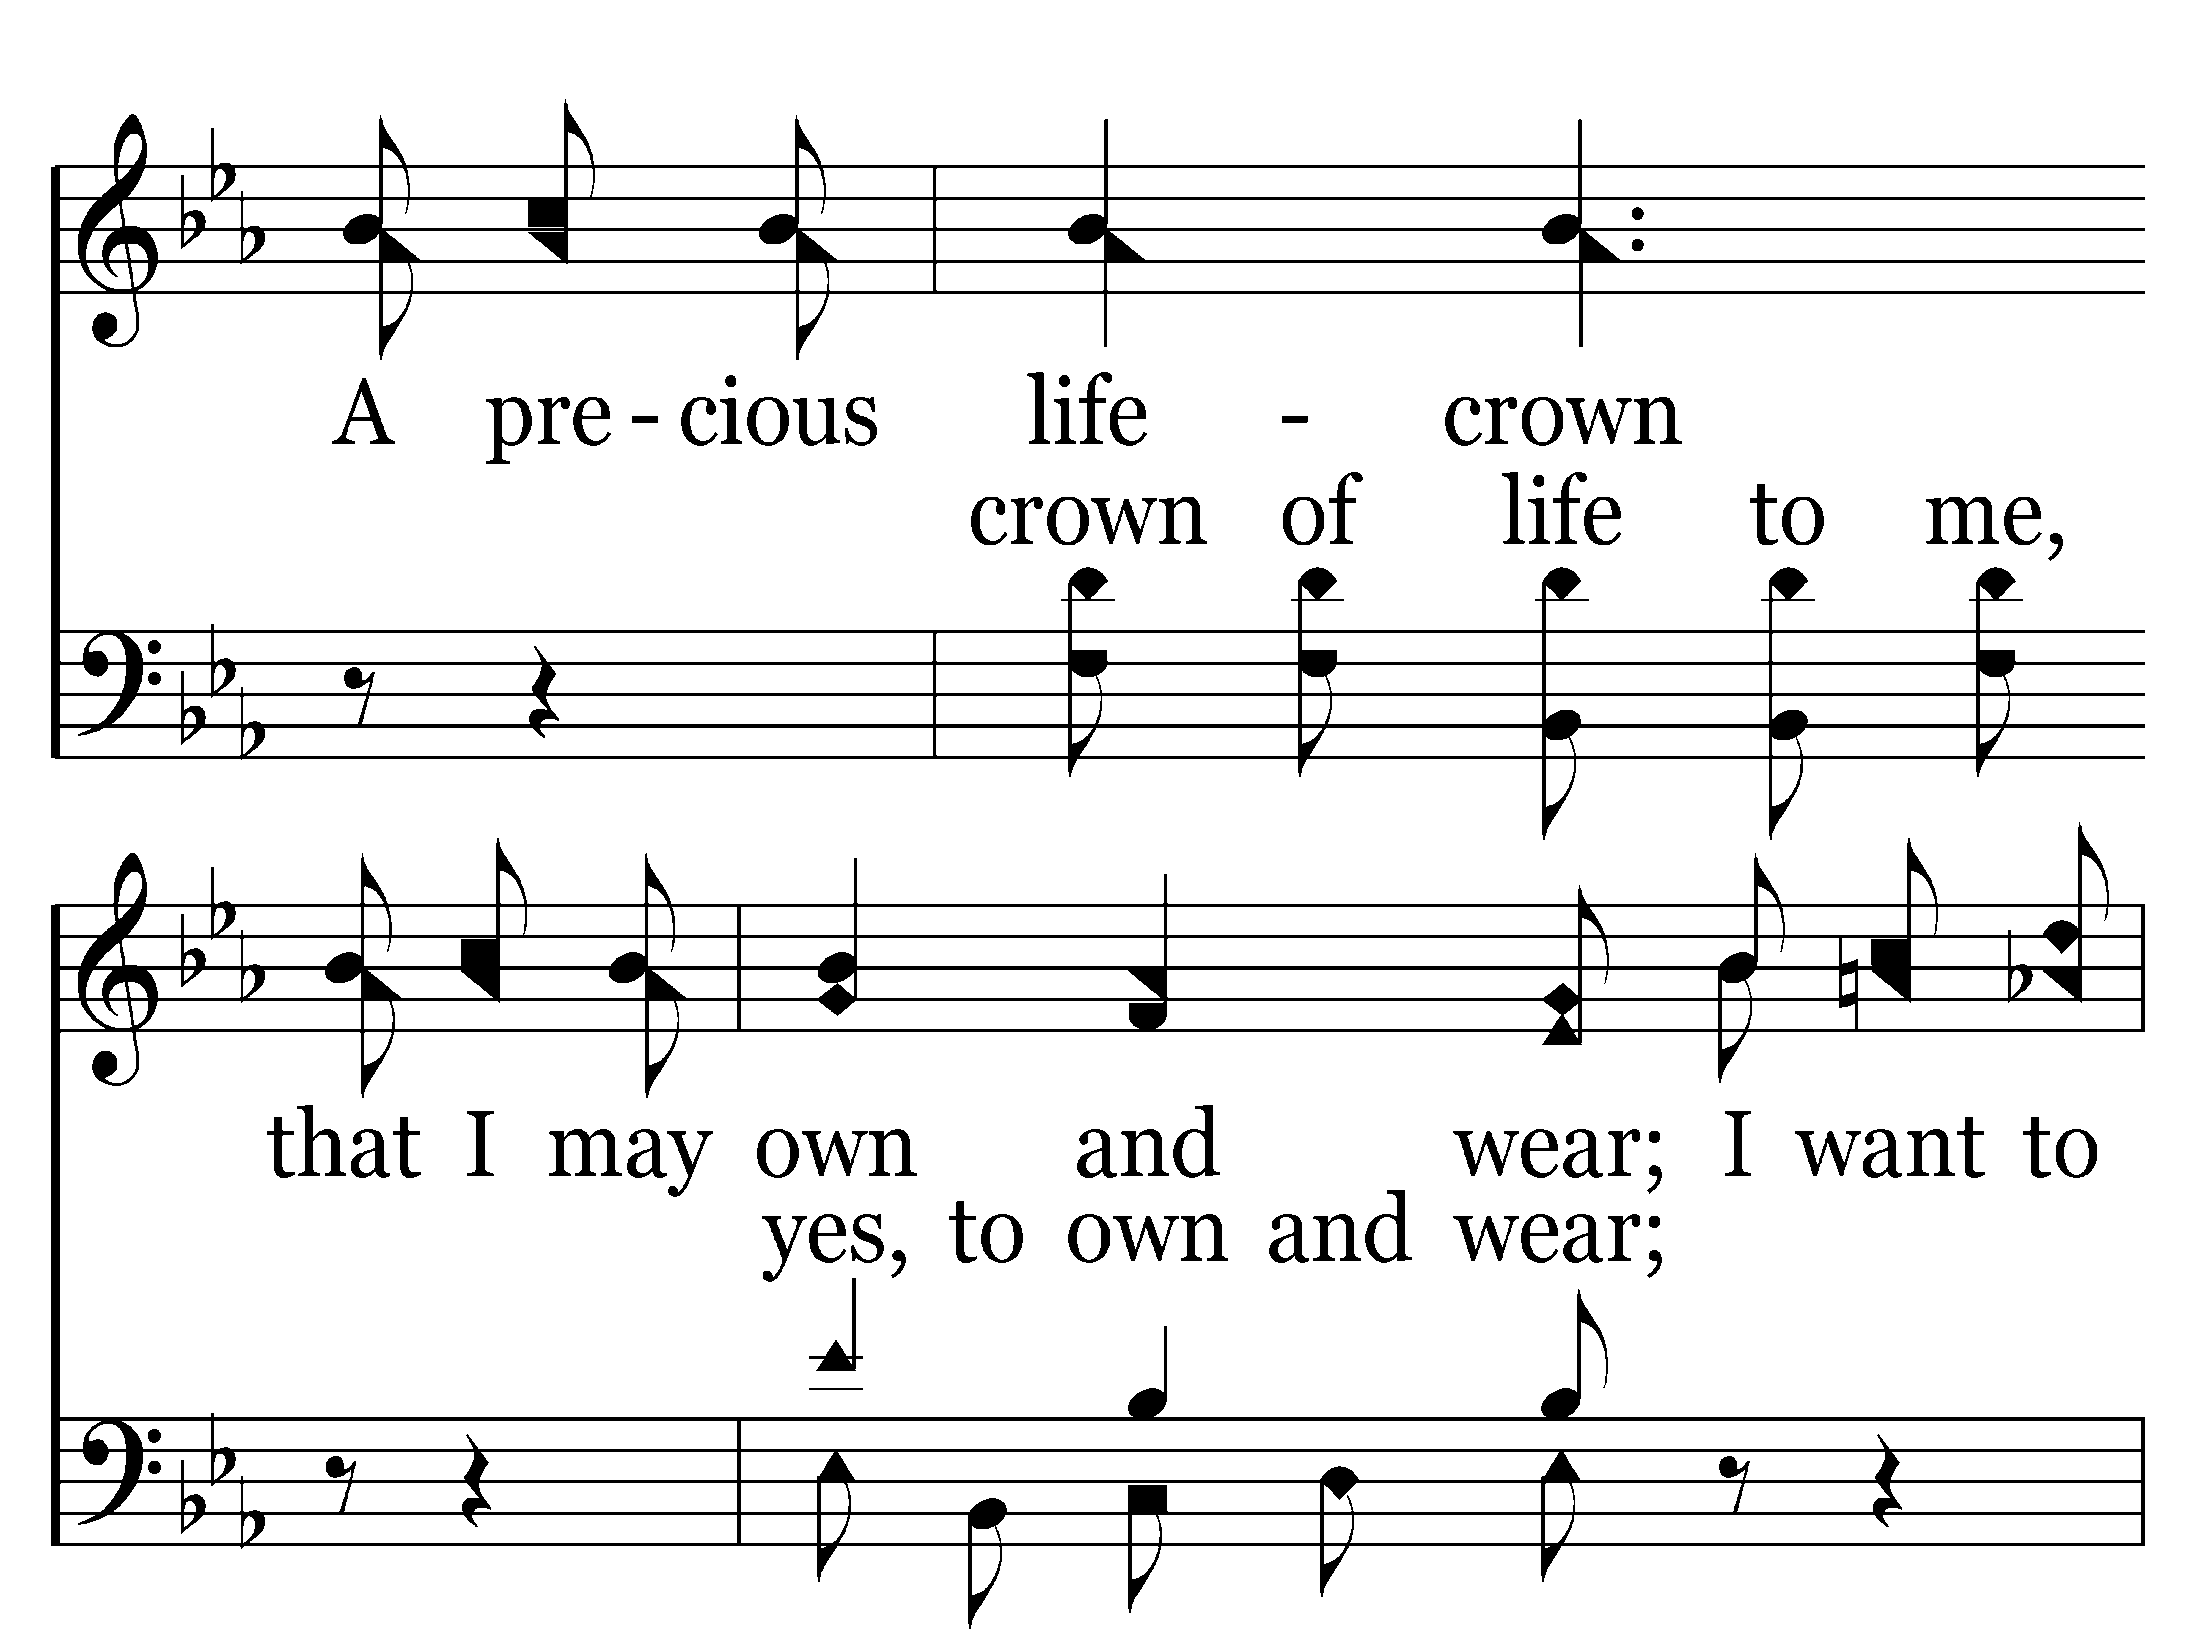 A pre - cious life - crown
crown of life to me,
that I may own and wear; I want to
yes, to own and wear;